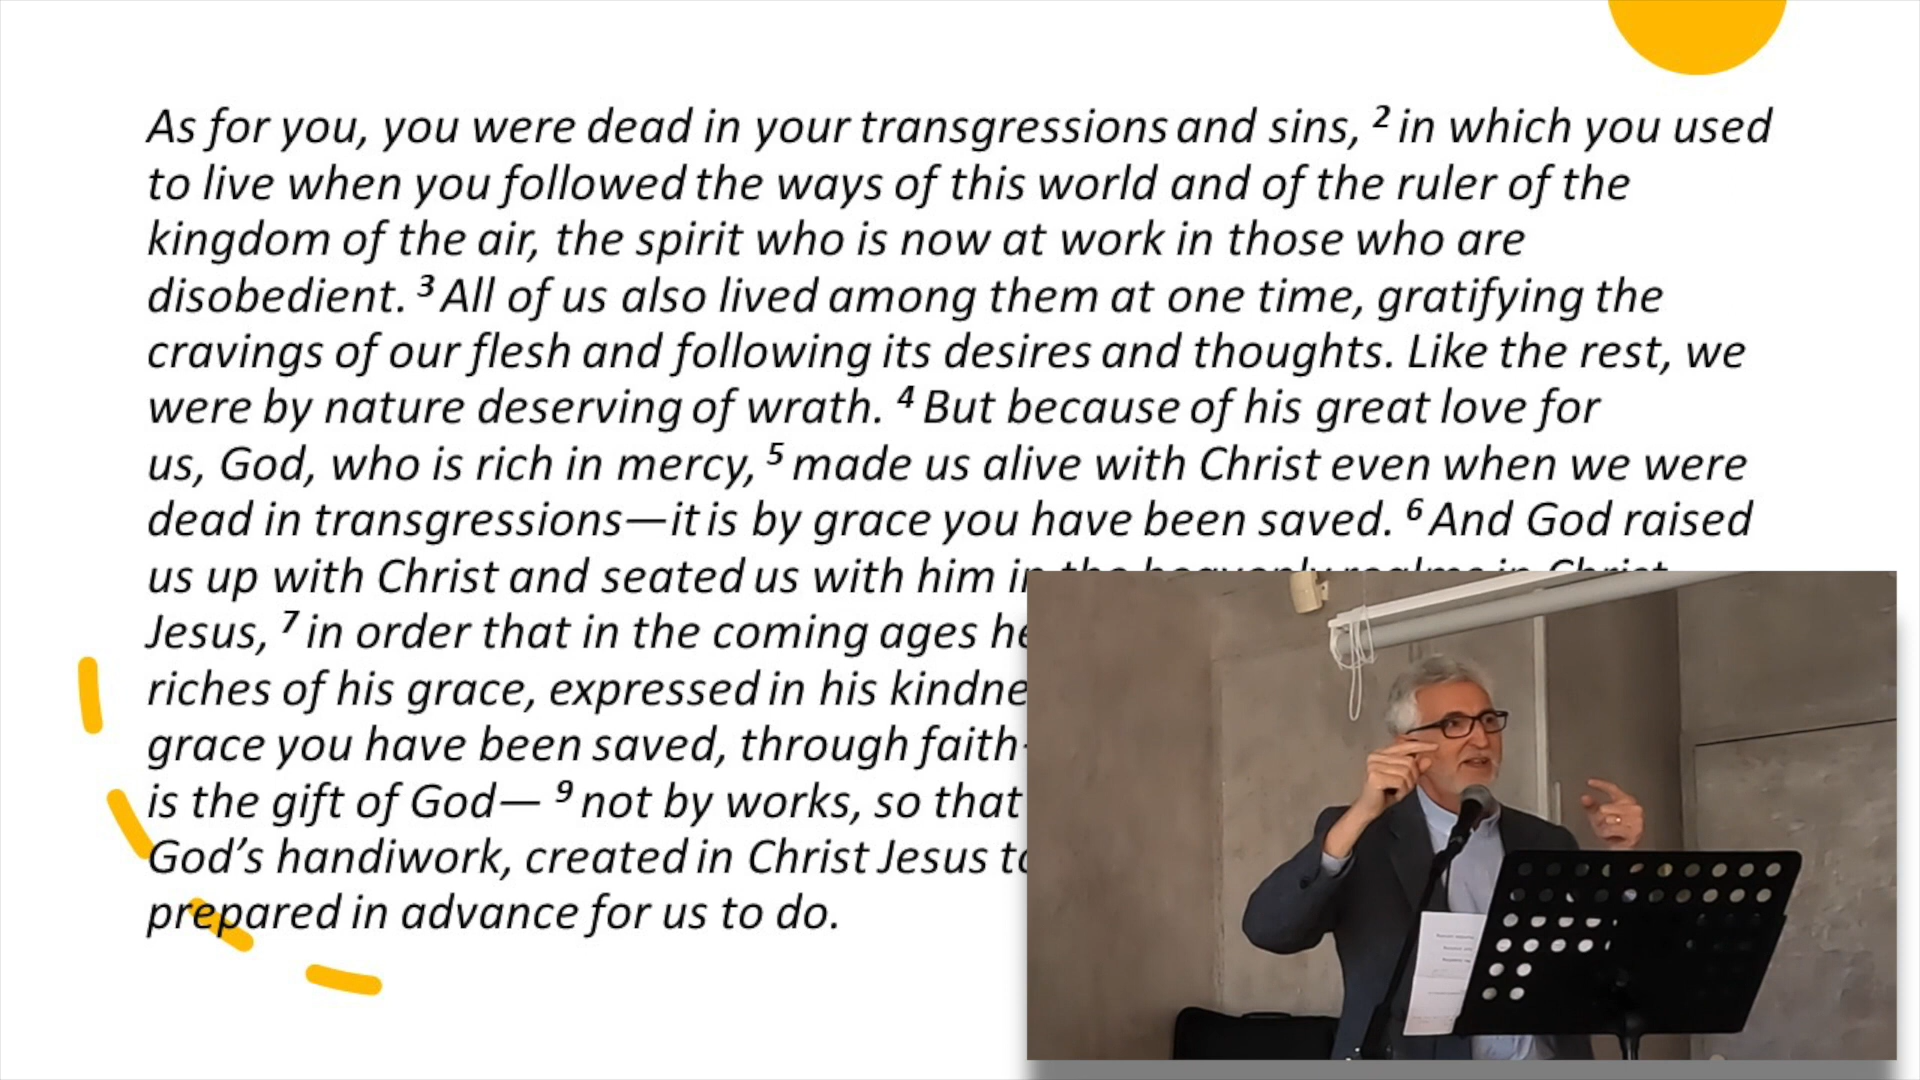 As for you, you were dead in your transgressions and sins, ² in which you used
to live when you followed the ways of this world and of the ruler of the
kingdom of the air, the spirit who is now at work in those who are
disobedient. ³ All of us also lived among them at one time, gratifying the
cravings of our flesh and following its desires and thoughts. Like the rest, we
were by nature deserving of wrath. ⁴ But because of his great love for
us, God, who is rich in mercy, ⁵ made us alive with Christ even when we were
dead in transgressions—it is by grace you have been saved. ⁶ And God raised
us up with Christ and seated us with him in the heavenly realms in Christ
Jesus, ⁷ in order that in the coming ages he
riches of his grace, expressed in his
grace you have been saved, through faith
is the gift of God— ⁹ not by works, so that
God’s handiwork, created in Christ Jesus
prepared in advance for us to do.